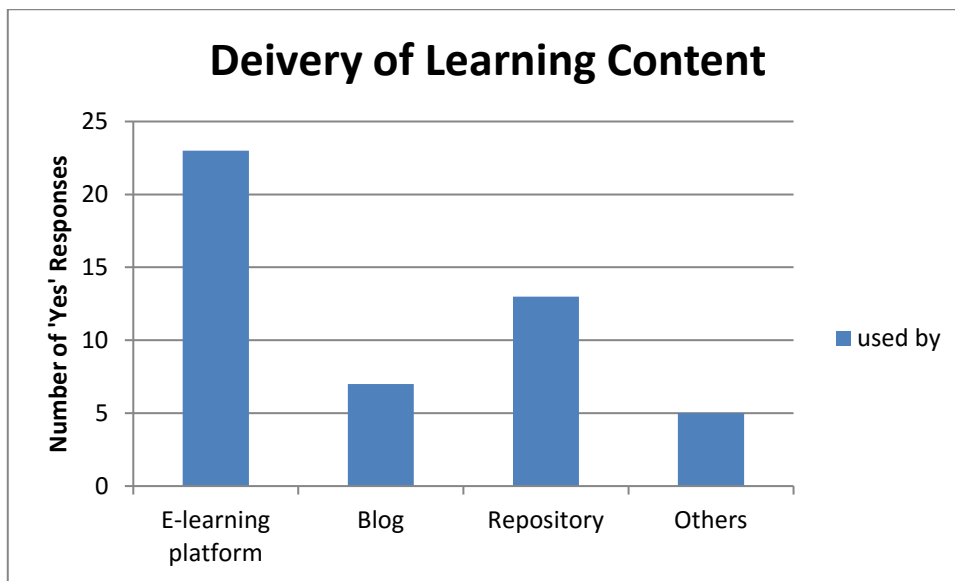 Deivery of Learning Content
Number of 'Yes' Responses
25
20
15
10
5
0
E-learning
platform
Blog
Repository
Others
used by